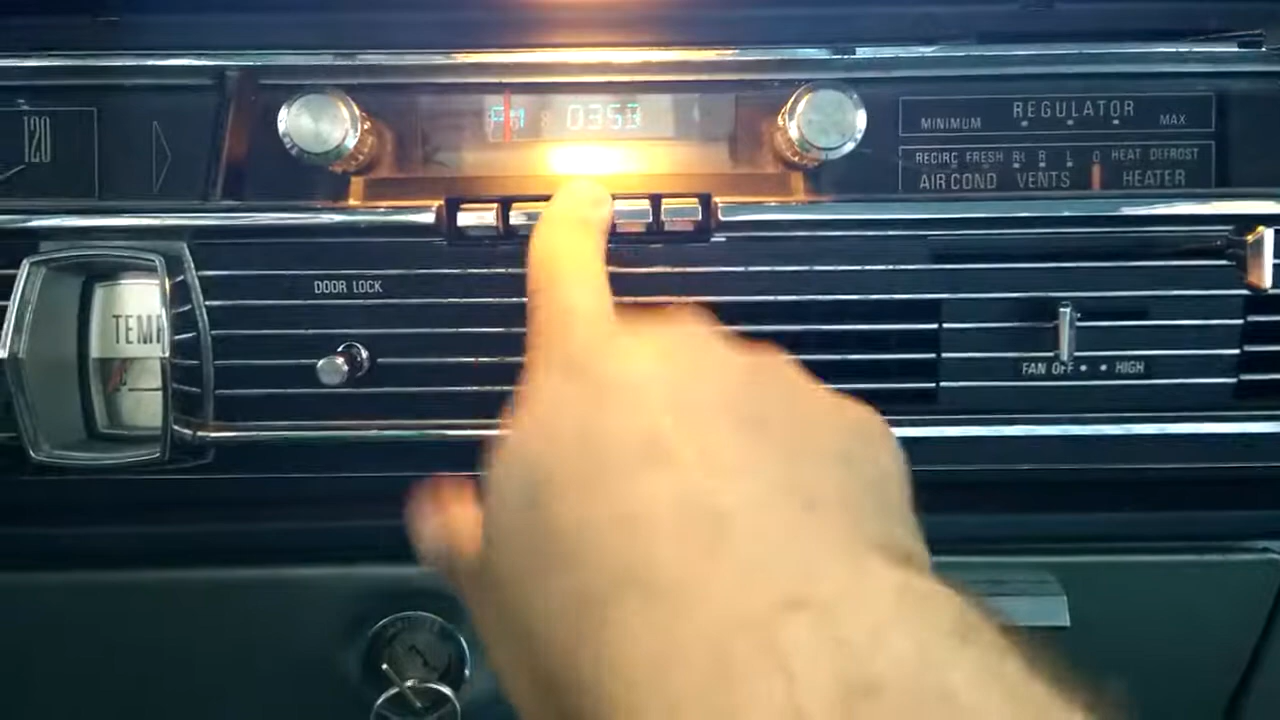 120
PM 0353
REGULATOR
MINIMUM MAX
RECIRC FRESH R+ R L O HEAT DEFROST
AIR COND VENTS HEATER
DOOR LOCK
TEMP
FAN OFF • • HIGH